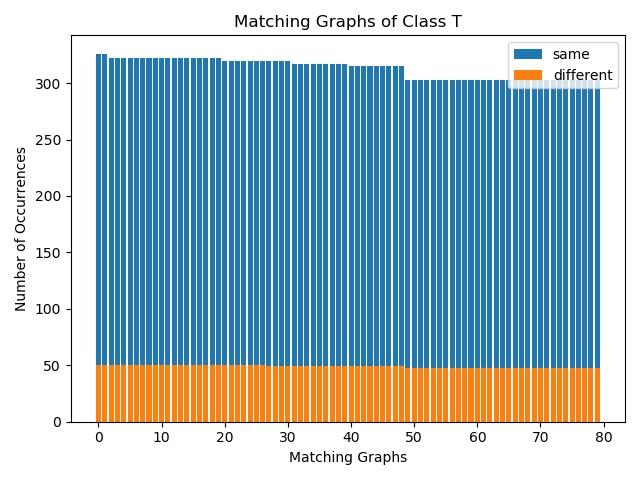 Matching Graphs of Class T
same
different
Number of Occurrences
300
250
200
150
100
50
0
0 10 20 30 40 50 60 70 80
Matching Graphs